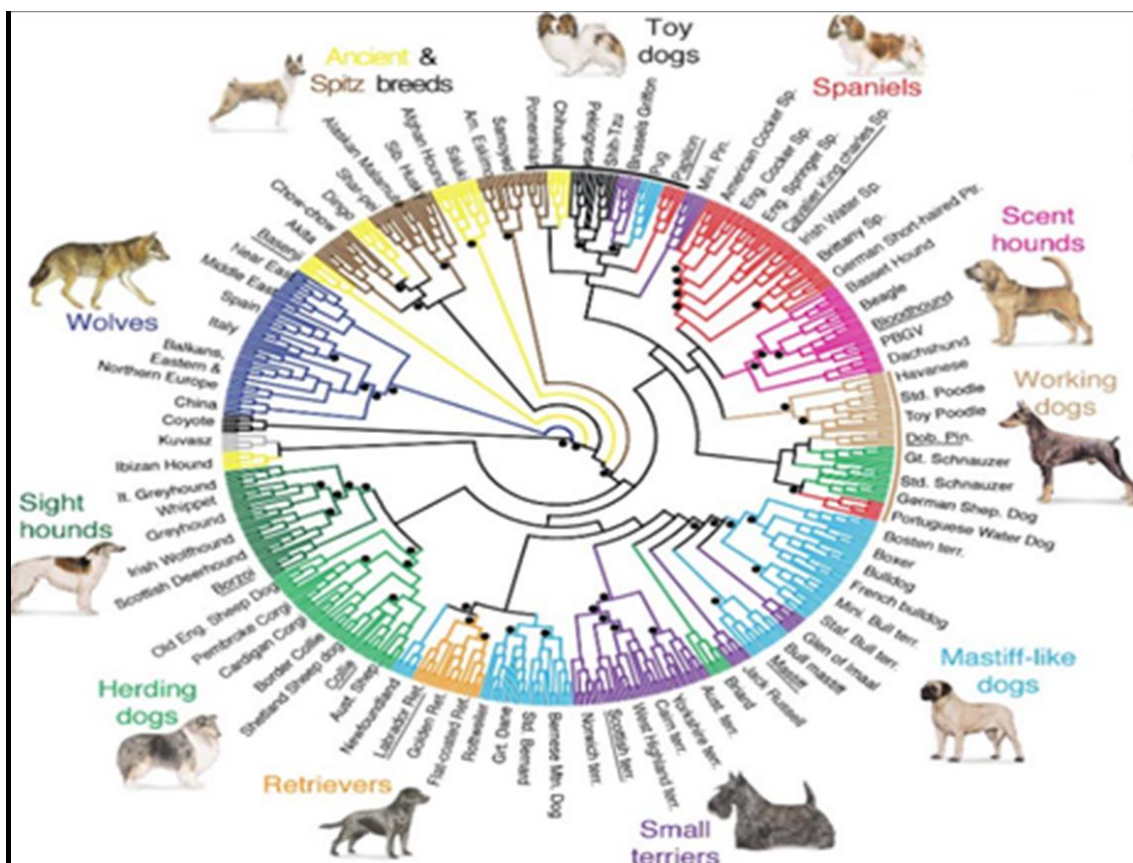 Ancient &
Spitz breeds
Toy
dogs
Spaniels
Scent
hounds
Working
dogs
Mastiff-like
dogs
Small
terriers
Retrievers
Herding
dogs
Sight
hounds
Wolves
Coyote
China
Northern Europe
Eastern &
Balkans,
Italy
Spain
Middle East
Near East
Basenji
Akita
Dingo
Chow-chow
Shar-pei
Alaskan Malamut
Sib. Husk
Afghan Hound
Saluki
Am. Eskimo
Samoyed
Pomerania
Chihuahua
Pekingnese
Shih-Tzu
Brussels Griffon
Pug
Papillon
Mini. Pin.
American Cocker Sp.
Eng. Cocker Sp.
Eng. Springer Sp.
King charles Sp.
Irish Water Sp.
Brittany Sp.
German Short-haired Ptr.
Basset Hound
Beagle
Bloodhound
PBGV
Dachshund
Havanese
Std. Poodle
Toy Poodle
Dob. Pin.
Gt. Schnauzer
Std. Schnauzer
German Shep. Dog
Portuguese Water Dog
Bosten terr.
Boxer
Bulldog
French bulldog
Mini. Bull terr.
Staf. Bull terr.
Glen of Imaal
Bull mastiff
Mastiff
Jack Russell
Briard
Aust. terr.
Yorkshire terr.
Cairn terr.
West Highland terr.
Scottish terr.
Norwich terr.
Bernese Mtn. Dog
Std. Bernard
Grt. Dane
Rottweiler
Flat-coated Ret.
Golden Ret.
Labrador Ret.
Newfoundland
Aust. Shep
Collie
Shetland Sheep dog
Border Collie
Cardigan Corgi
Pembroke Corgi
Old Eng. Sheep Dog
Borzoi
Scottish Deerhound
Irish Wolfhound
Greyhound
Whippet
It. Greyhound
Ibizan Hound
Kuvasz